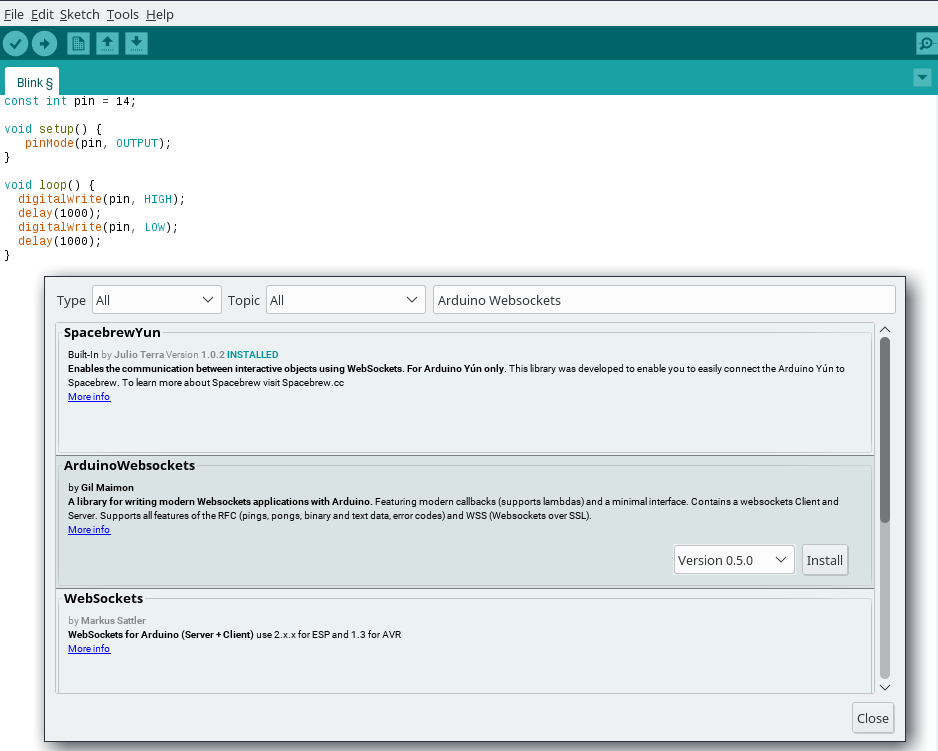 File Edit Sketch Tools Help
Blink §
const int pin = 14;
void setup() {
pinMode(pin, OUTPUT);
}
void loop() {
digitalWrite(pin, HIGH);
delay(1000);
digitalWrite(pin, LOW);
delay(1000);
}
Type All Topic All Arduino Websockets
SpacebrewYun
Built-In by Julio Terra Version 1.0.2 INSTALLED
Enables the communication between interactive objects using WebSockets. For Arduino Yún only. This library was developed to enable you to easily connect the Arduino Yún to
Spacebrew. To learn more about Spacebrew visit Spacebrew.cc
More info
ArduinoWebsockets
by Gil Maimon
A library for writing modern Websockets applications with Arduino. Featuring modern callbacks (supports lambdas) and a minimal interface. Contains a websockets Client and
Server. Supports all features of the RFC (pings, pongs, binary and text data, error codes) and WSS (Websockets over SSL).
More info
Version 0.5.0 Install
WebSockets
by Markus Sattler
WebSockets for Arduino (Server + Client) use 2.x.x for ESP and 1.3 for AVR
More info
Close